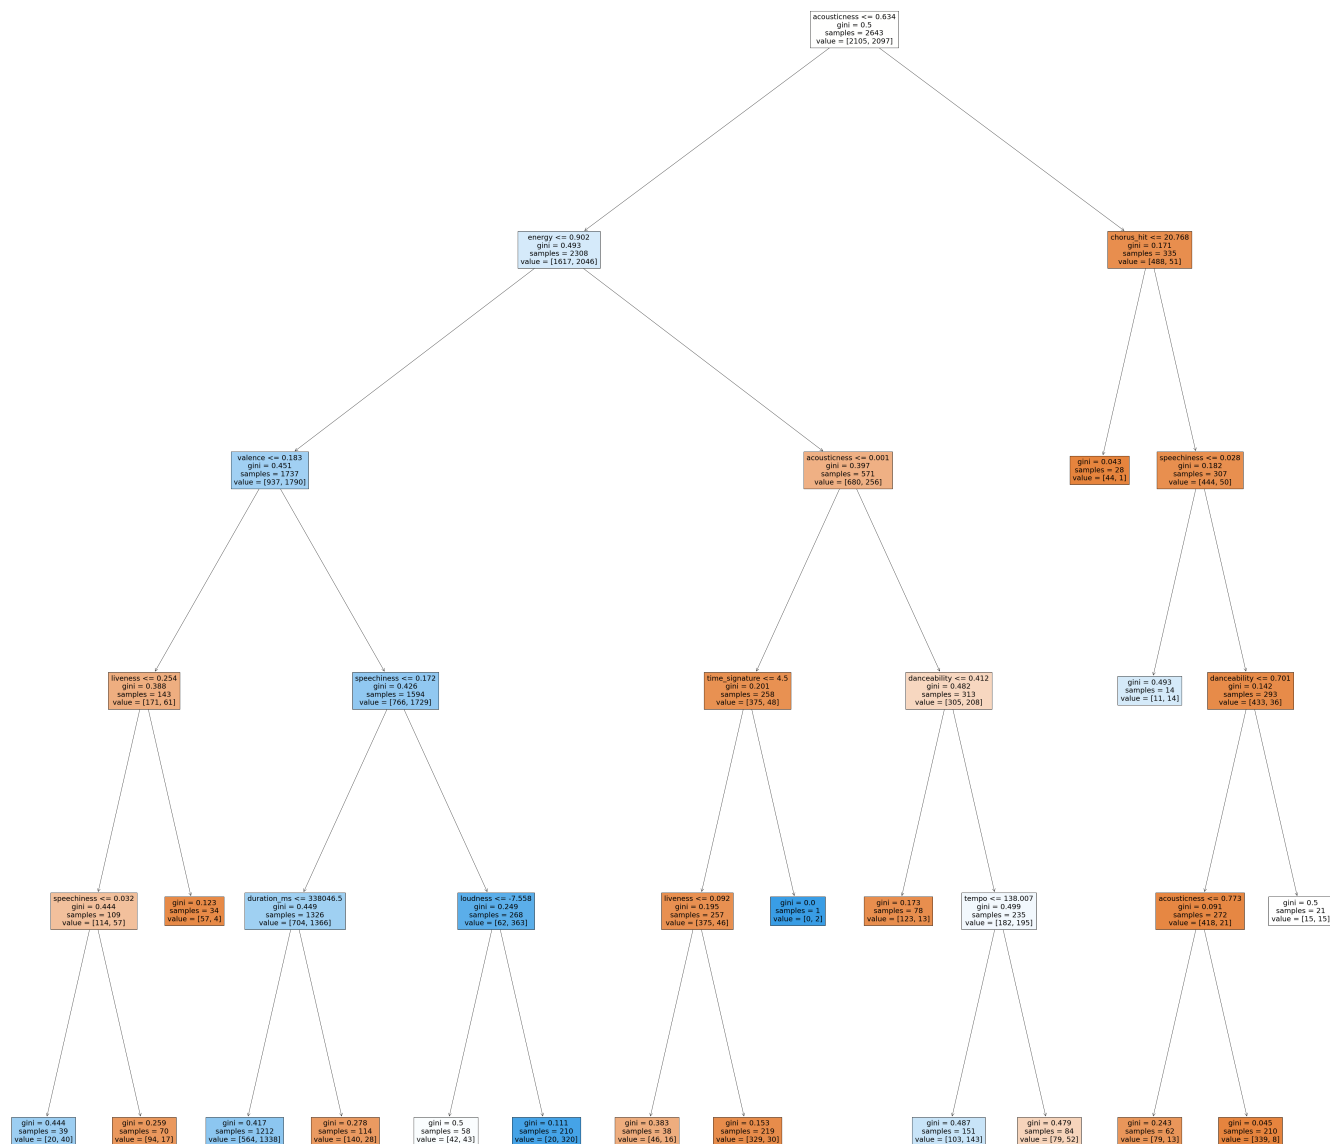 acousticness <= 0.634
gini = 0.5
samples = 2643
value = [2105, 2097]
energy <= 0.902
gini = 0.493
samples = 2308
value = [1617, 2046]
chorus_hit <= 20.768
gini = 0.171
samples = 335
value = [488, 51]
valence <= 0.183
gini = 0.451
samples = 1737
value = [937, 1790]
acousticness <= 0.001
gini = 0.397
samples = 571
value = [680, 256]
gini = 0.043
samples = 28
value = [44, 1]
speechiness <= 0.028
gini = 0.182
samples = 307
value = [444, 50]
liveness <= 0.254
gini = 0.388
samples = 143
value = [171, 61]
speechiness <= 0.172
gini = 0.426
samples = 1594
value = [766, 1729]
time_signature <= 4.5
gini = 0.201
samples = 258
value = [375, 48]
danceability <= 0.412
gini = 0.482
samples = 313
value = [305, 208]
gini = 0.493
samples = 14
value = [11, 14]
danceability <= 0.701
gini = 0.142
samples = 293
value = [433, 36]
speechiness <= 0.032
gini = 0.444
samples = 109
value = [114, 57]
gini = 0.123
samples = 34
value = [57, 4]
duration_ms <= 338046.5
gini = 0.449
samples = 1326
value = [704, 1366]
loudness <= -7.558
gini = 0.249
samples = 268
value = [62, 363]
liveness <= 0.092
gini = 0.195
samples = 257
value = [375, 46]
gini = 0.0
samples = 1
value = [0, 2]
gini = 0.173
samples = 78
value = [123, 13]
tempo <= 138.007
gini = 0.499
samples = 235
value = [182, 195]
acousticness <= 0.773
gini = 0.091
samples = 272
value = [418, 21]
gini = 0.5
samples = 21
value = [15, 15]
gini = 0.444
samples = 39
value = [20, 40]
gini = 0.259
samples = 70
value = [94, 17]
gini = 0.417
samples = 1212
value = [564, 1338]
gini = 0.278
samples = 114
value = [140, 28]
gini = 0.5
samples = 58
value = [42, 43]
gini = 0.111
samples = 210
value = [20, 320]
gini = 0.383
samples = 38
value = [46, 16]
gini = 0.153
samples = 219
value = [329, 30]
gini = 0.487
samples = 151
value = [103, 143]
gini = 0.479
samples = 84
value = [79, 52]
gini = 0.243
samples = 62
value = [79, 13]
gini = 0.045
samples = 210
value = [339, 8]